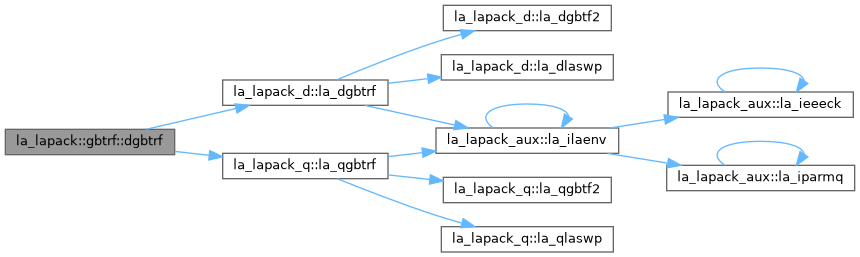 la_lapack::gbtrf::dgbtrf
la_lapack_d::la_dgbtrf
la_lapack_q::la_qgbtrf
la_lapack_d::la_dgbtf2
la_lapack_d::la_dlaswp
la_lapack_aux::la_ilaenv
la_lapack_q::la_qgbtf2
la_lapack_q::la_qlaswp
la_lapack_aux::la_ieeeck
la_lapack_aux::la_iparmq